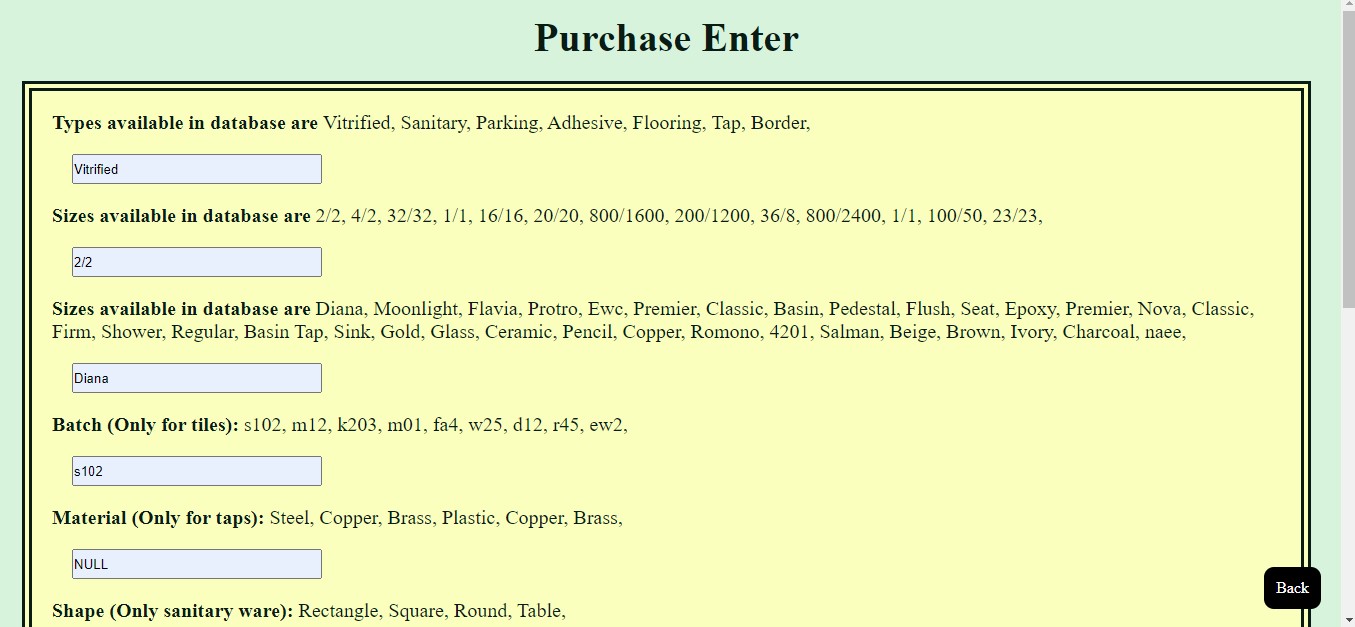 Purchase Enter
Types available in database are Vitrified, Sanitary, Parking, Adhesive, Flooring, Tap, Border,
Vitrified
Sizes available in database are 2/2, 4/2, 32/32, 1/1, 16/16, 20/20, 800/1600, 200/1200, 36/8, 800/2400, 1/1, 100/50, 23/23,
2/2
Sizes available in database are Diana, Moonlight, Flavia, Protro, Ewc, Premier, Classic, Basin, Pedestal, Flush, Seat, Epoxy, Premier, Nova, Classic,
Firm, Shower, Regular, Basin Tap, Sink, Gold, Glass, Ceramic, Pencil, Copper, Romono, 4201, Salman, Beige, Brown, Ivory, Charcoal, naee,
Diana
Batch (Only for tiles): s102, m12, k203, m01, fa4, w25, d12, r45, ew2,
s102
Material (Only for taps): Steel, Copper, Brass, Plastic, Copper, Brass,
NULL
Back
Shape (Only sanitary ware): Rectangle, Square, Round, Table,